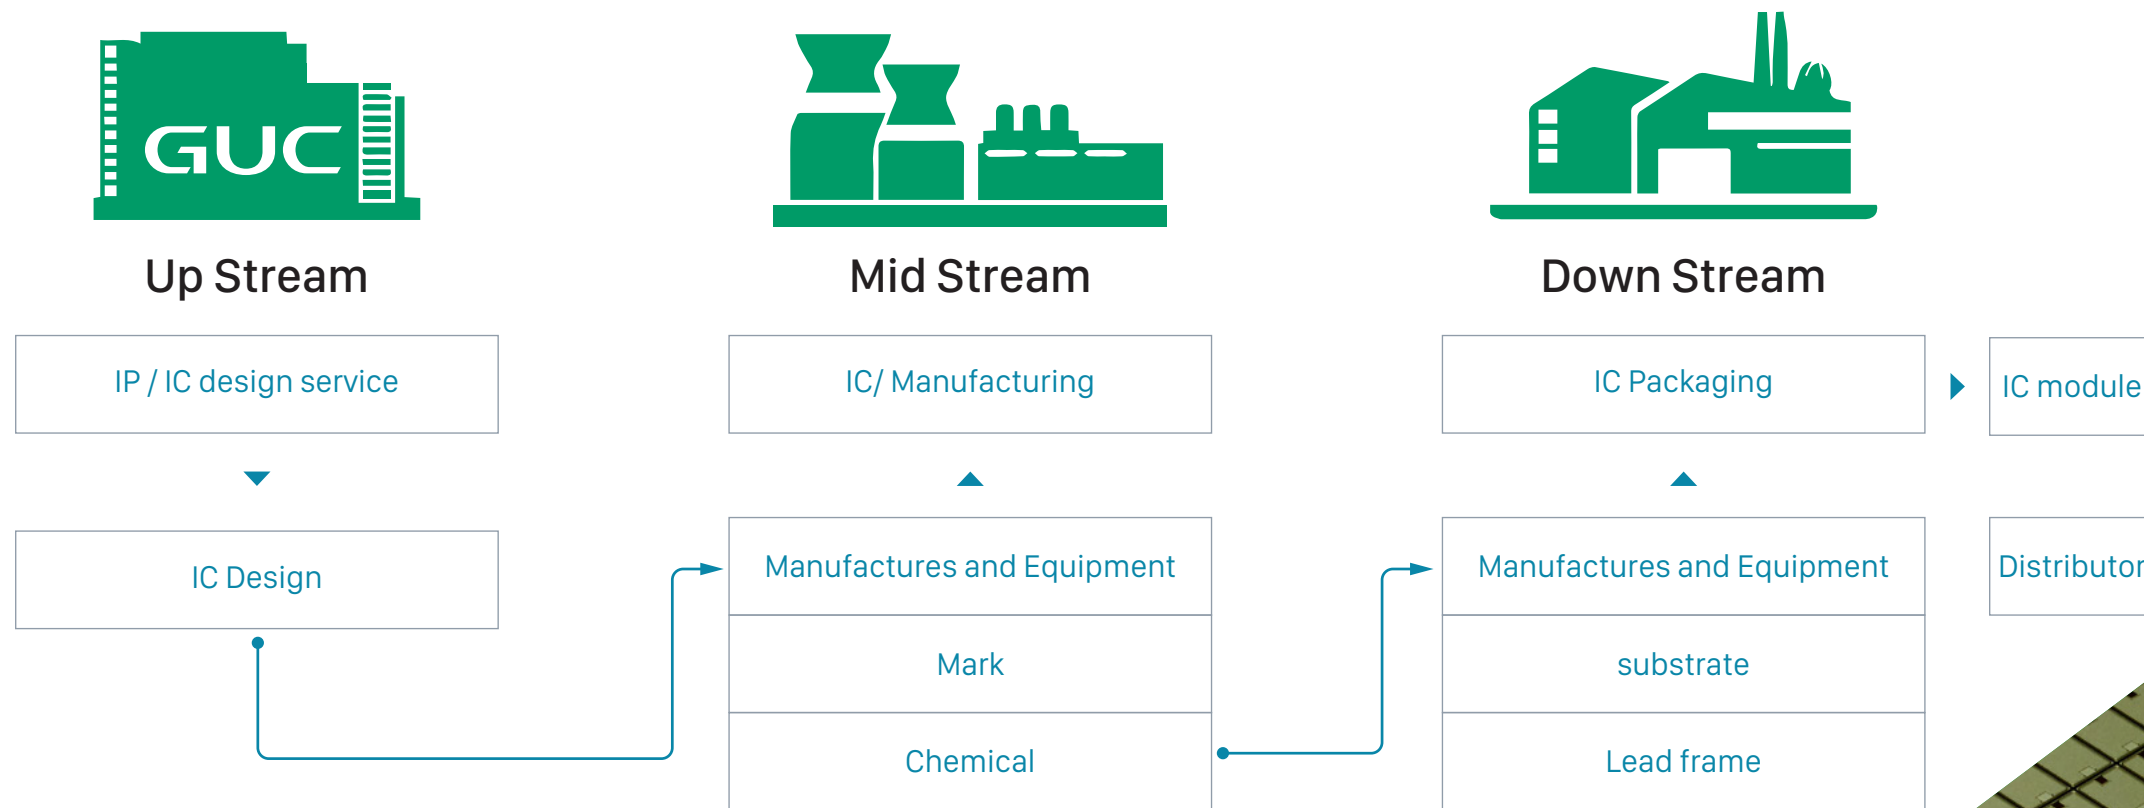 GUC
Up Stream
IP / IC design service
IC Design
Mid Stream
IC/ Manufacturing
Manufactures and Equipment
Mark
Chemical
Down Stream
IC Packaging
Manufactures and Equipment
substrate
Lead frame
IC module
Distributor